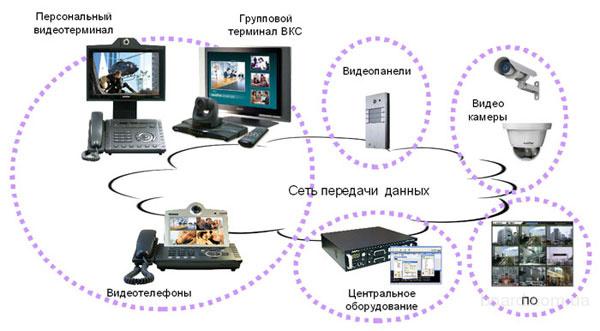 Персональный
видеотерминал
Групповой
терминал ВКС
Видеопанели
Видео
камеры
Сеть передачи данных
Видеотелефоны
Центральное
оборудование
ПО